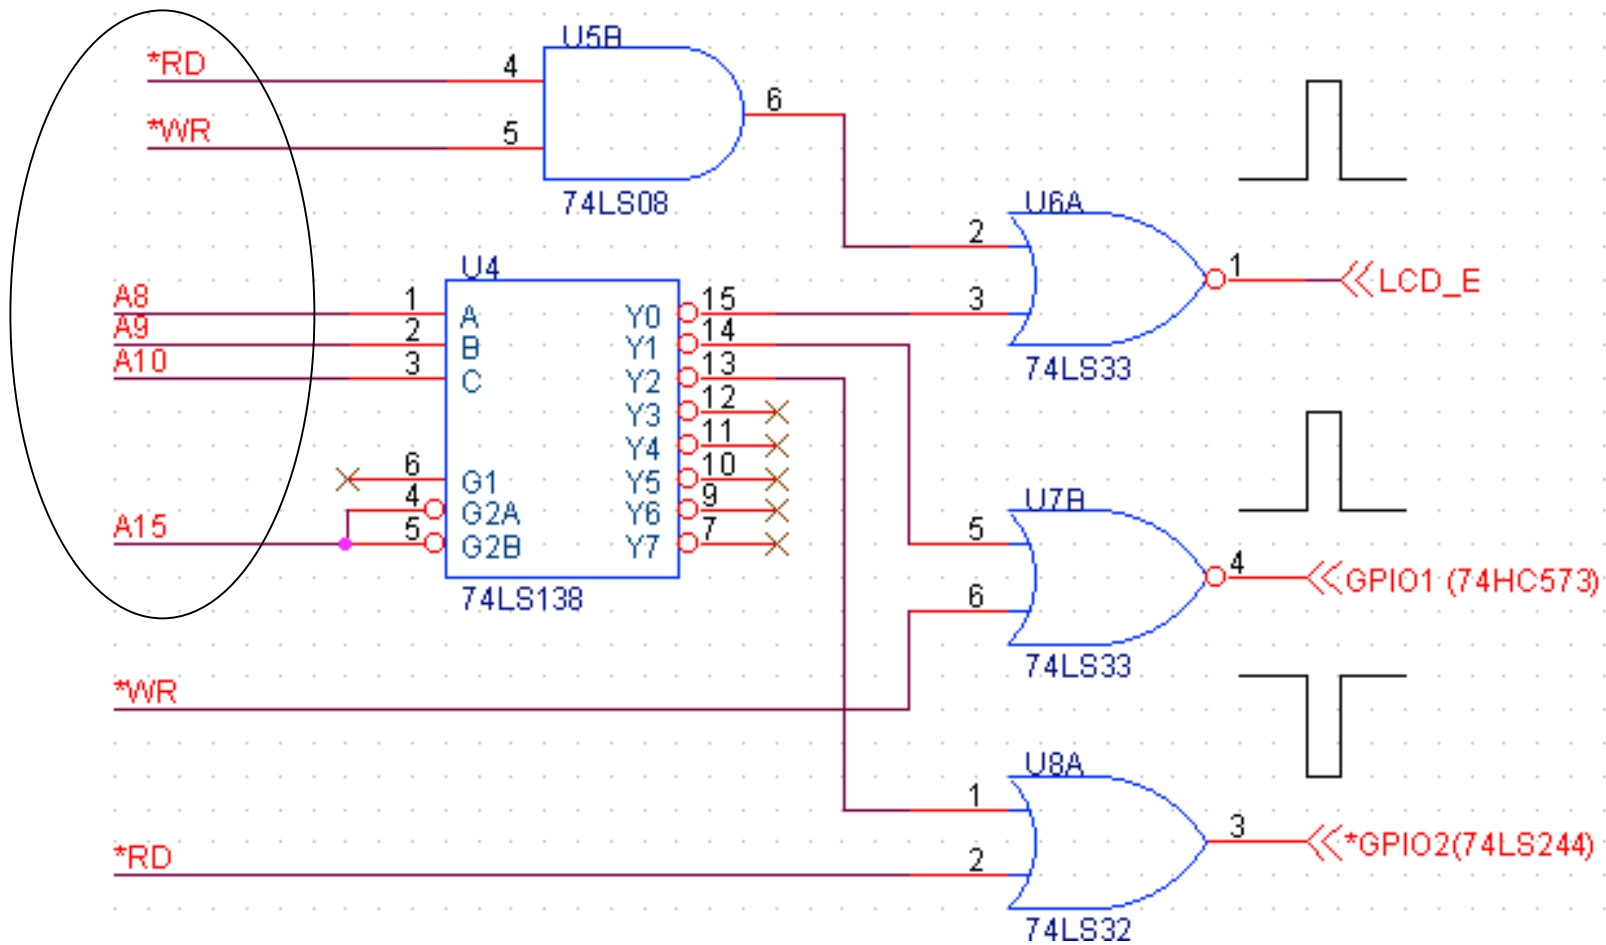 U5B
*RD
4
6
*WR
5
74LS08
U6A
2
1
LCD_E
3
74LS33
U4
A8
1
A
Y0
15
A9
2
B
Y1
14
A10
3
C
Y2
13
Y3
12
Y4
11
6
G1
Y5
10
4
G2A
Y6
9
A15
5
G2B
Y7
7
74LS138
U7B
5
4
GPIO1 (74HC573)
6
74LS33
*WR
U8A
1
3
*GPIO2(74LS244)
*RD
2
74LS32